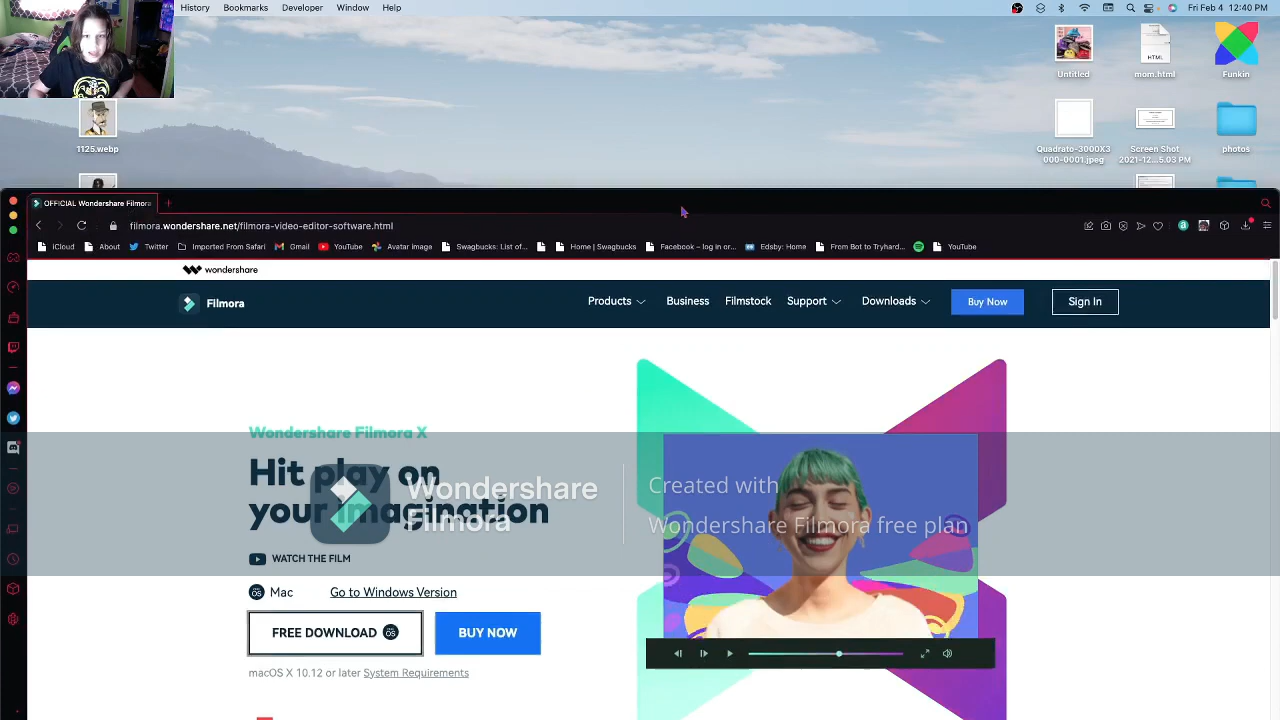 History Bookmarks Developer Window Help
Fri Feb 4 12:40 PM
Untitled
HTML
mom.html
Funkin
1125.webp
Quadrato-3000X3
000-0001.jpeg
Screen Shot
2021-12...5.03 PM
photos
OFFICIAL Wondershare Filmora
filmora.wondershare.net/filmora-video-editor-software.html
iCloud About Twitter Imported From Safari Gmail YouTube Avatar image Swagbucks: List of... Home | Swagbucks Facebook – log in or... Edsby: Home From Bot to Tryhard... YouTube
wondershare
Filmora
Products Business Filmstock Support Downloads Buy Now Sign In
Wondershare Filmora X
Hit play on
your imagination
Wondershare
Filmora
Created with
Wondershare Filmora free plan
WATCH THE FILM
Mac Go to Windows Version
FREE DOWNLOAD
BUY NOW
macOS X 10.12 or later System Requirements